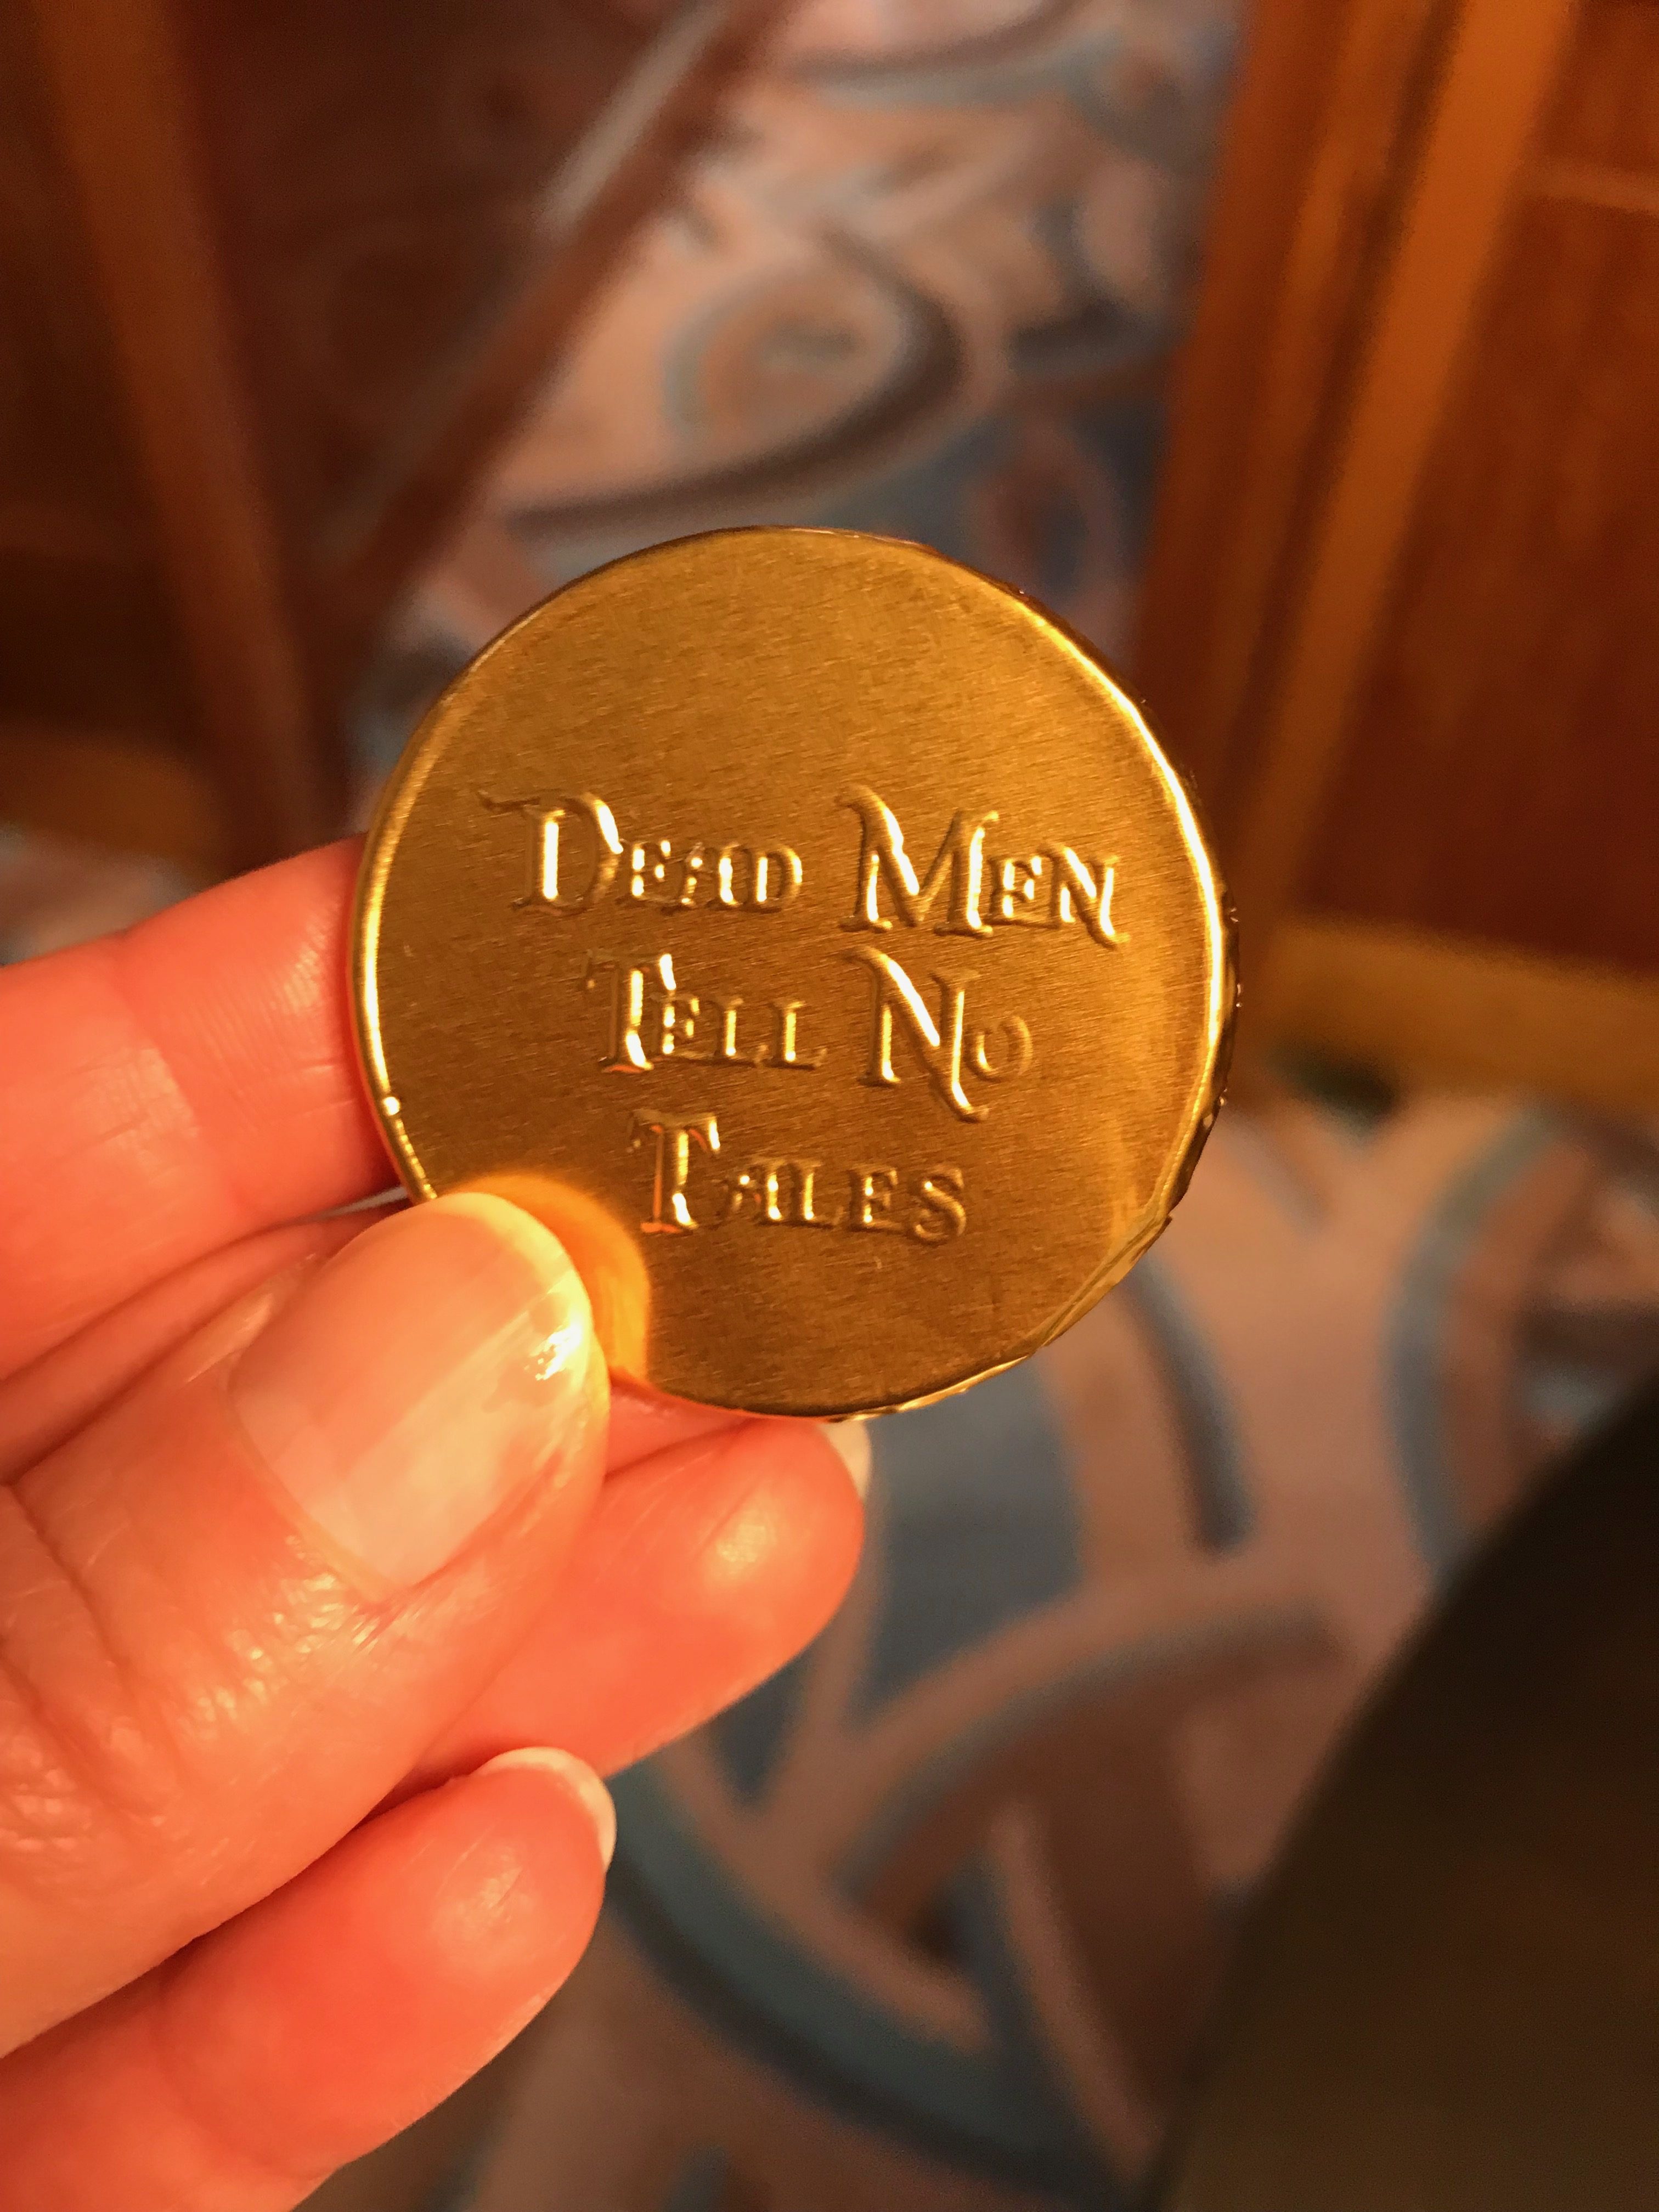 Dead Men
Tell No
Tales